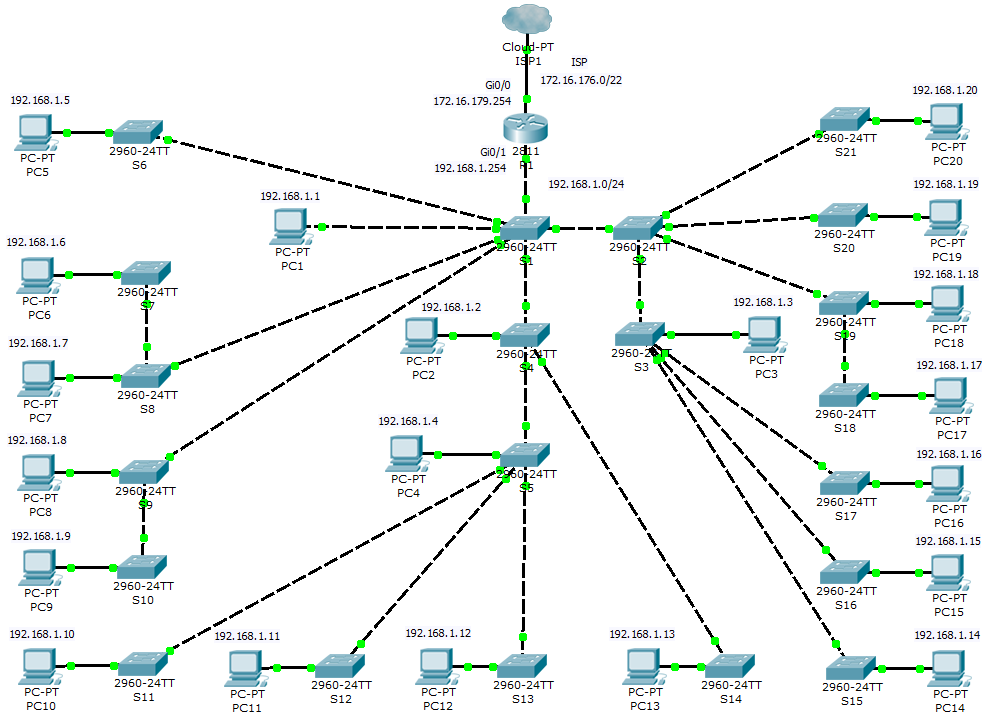 Cloud-PT
ISP1
ISP
172.16.176.0/22
Gi0/0
172.16.179.254
2811
R1
Gi0/1
192.168.1.254
192.168.1.0/24
192.168.1.5
PC-PT
PC5
2960-24TT
S6
192.168.1.1
PC-PT
PC1
2960-24TT
S1
2960-24TT
S2
2960-24TT
S21
192.168.1.20
PC-PT
PC20
2960-24TT
S20
192.168.1.19
PC-PT
PC19
192.168.1.6
PC-PT
PC6
2960-24TT
S7
192.168.1.18
PC-PT
PC18
2960-24TT
S19
192.168.1.2
PC-PT
PC2
2960-24TT
S4
192.168.1.3
PC-PT
PC3
2960-24TT
S3
192.168.1.7
PC-PT
PC7
2960-24TT
S8
192.168.1.17
PC-PT
PC17
2960-24TT
S18
192.168.1.8
PC-PT
PC8
2960-24TT
S9
192.168.1.4
PC-PT
PC4
2960-24TT
S5
192.168.1.16
PC-PT
PC16
2960-24TT
S17
192.168.1.9
PC-PT
PC9
2960-24TT
S10
192.168.1.15
PC-PT
PC15
2960-24TT
S16
192.168.1.10
PC-PT
PC10
2960-24TT
S11
192.168.1.11
PC-PT
PC11
2960-24TT
S12
192.168.1.12
PC-PT
PC12
2960-24TT
S13
192.168.1.13
PC-PT
PC13
2960-24TT
S14
2960-24TT
S15
192.168.1.14
PC-PT
PC14